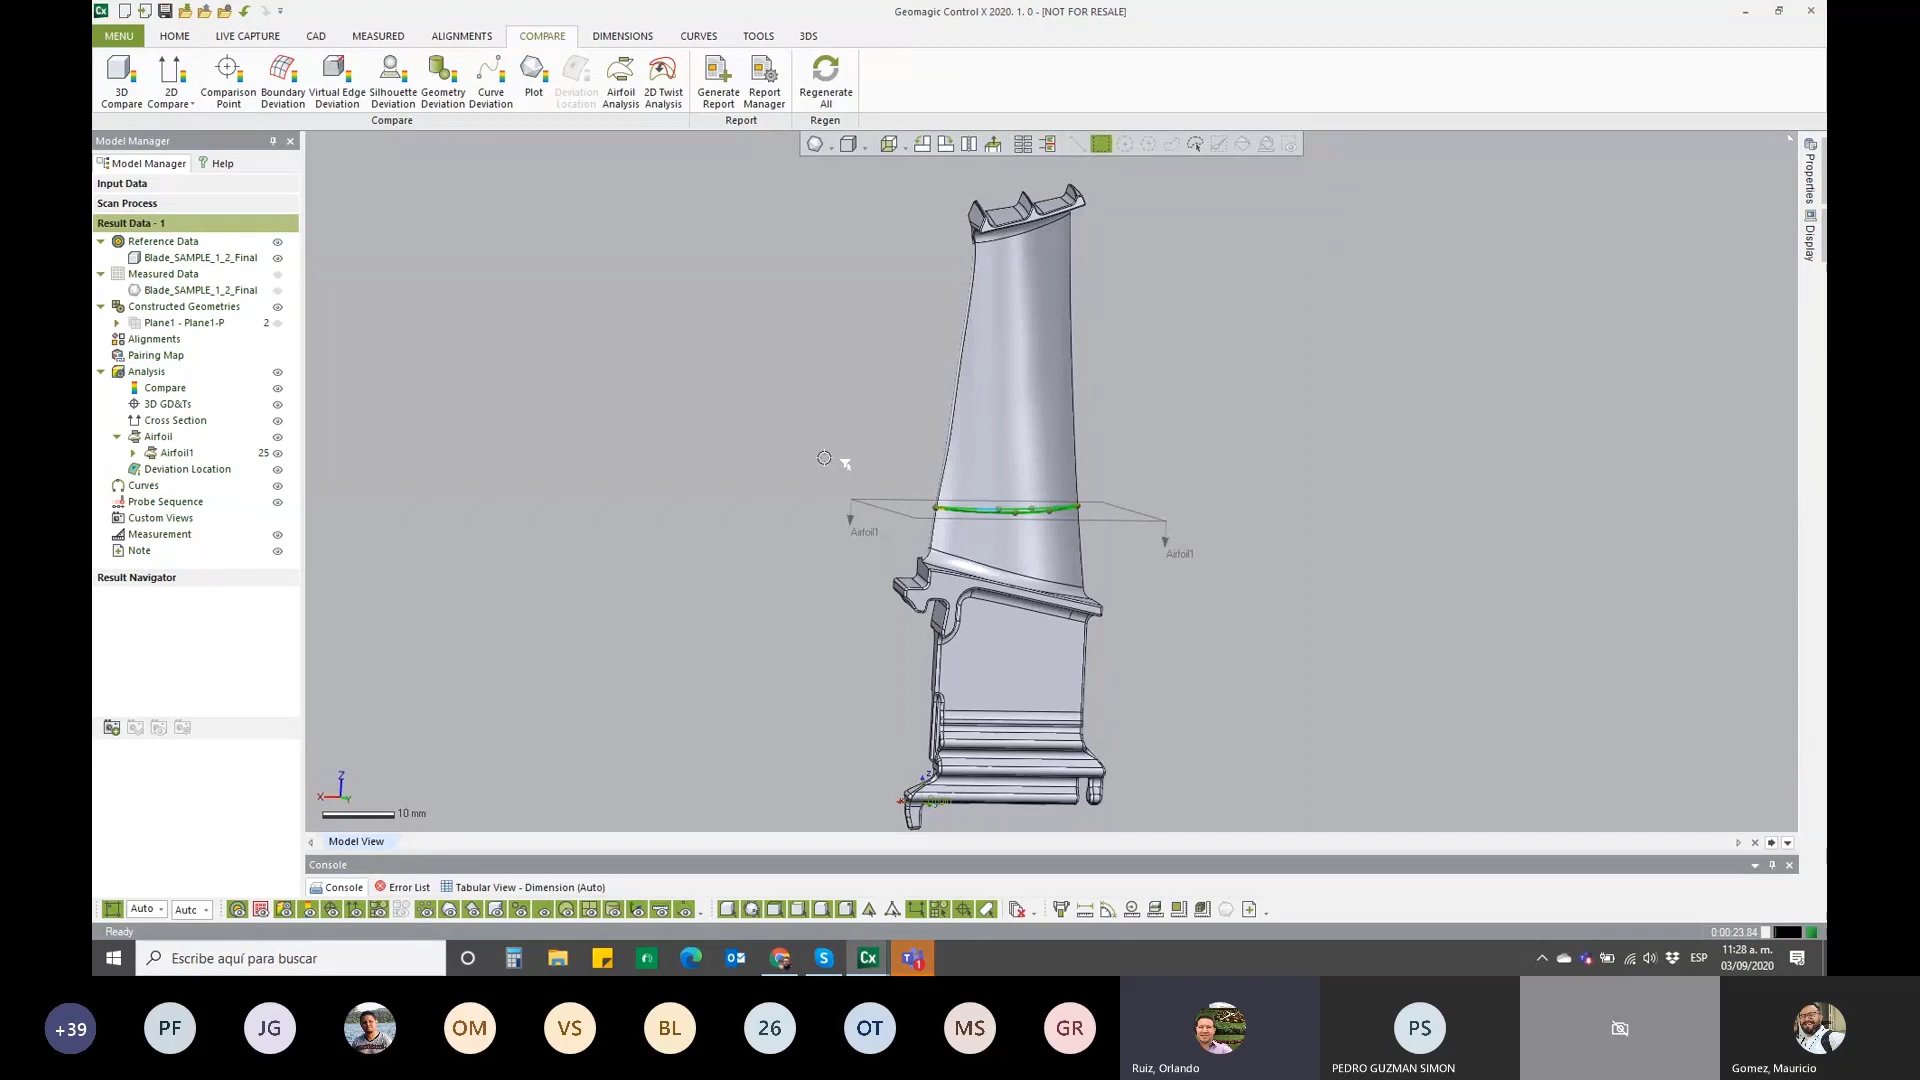 Cx
Geomagic Control X 2020. 1. 0 - [NOT FOR RESALE]
MENU HOME LIVE CAPTURE CAD MEASURED ALIGNMENTS COMPARE DIMENSIONS CURVES TOOLS 3DS
3D Compare
2D Compare
Comparison Point
Boundary Deviation
Virtual Edge Deviation
Silhouette Deviation
Geometry Deviation
Curve Deviation
Plot
Deviation Location
Airfoil Analysis
2D Twist Analysis
Generate Report
Report Manager
Regenerate All
Compare Report Regen
Model Manager
Model Manager Help
Input Data
Scan Process
Result Data - 1
Reference Data
Blade_SAMPLE_1_2_Final
Measured Data
Blade_SAMPLE_1_2_Final
Constructed Geometries
Plane1 - Plane1-P 2
Alignments
Pairing Map
Analysis
Compare
3D GD&Ts
Cross Section
Airfoil
Airfoil1 25
Deviation Location
Curves
Probe Sequence
Custom Views
Measurement
Note
Result Navigator
Properties
Display
Airfoil1
Airfoil1
Z
X
Y
10 mm
Model View
Console
Console Error List Tabular View - Dimension (Auto)
Auto Autc
Ready
0:00:23.84
Escribe aquí para buscar
Cx
ESP
11:28 a. m.
03/09/2020
+39 PF JG OM VS BL 26 OT MS GR PS
Ruiz, Orlando
PEDRO GUZMAN SIMON
Gomez, Mauricio